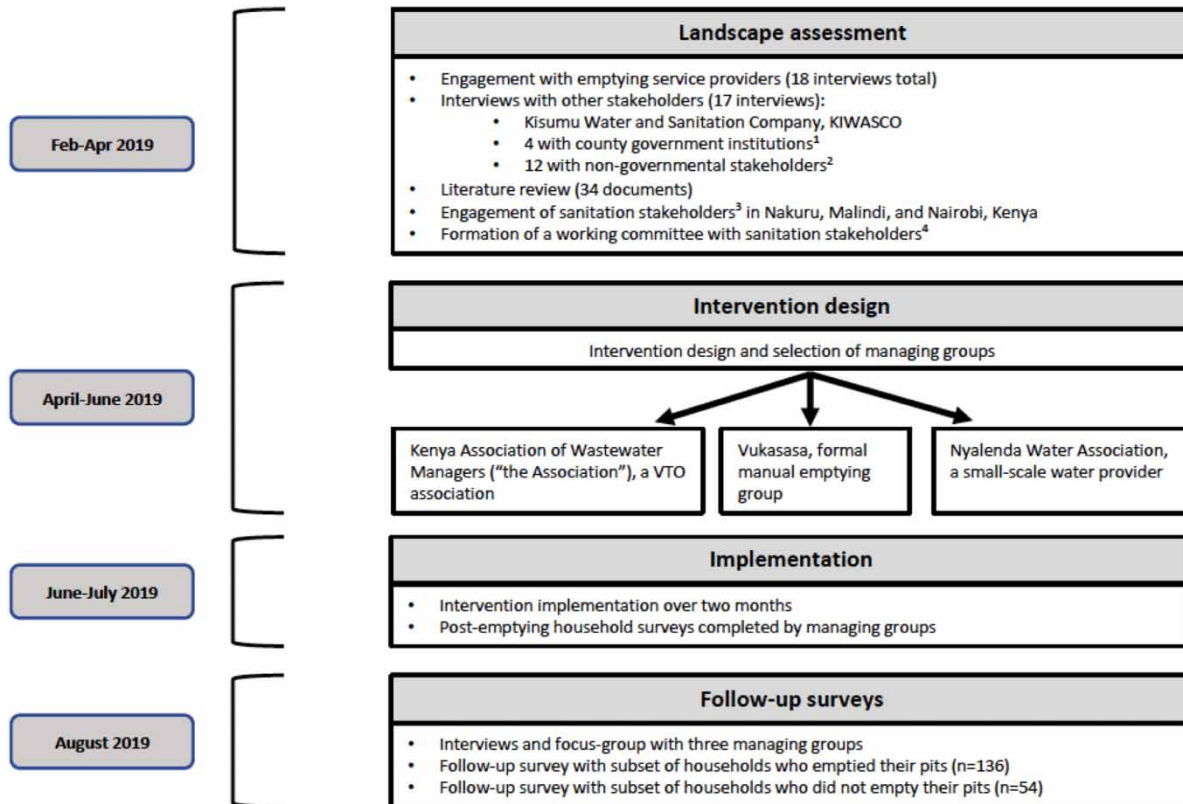 Feb-Apr 2019
Landscape assessment
• Engagement with emptying service providers (18 interviews total)
• Interviews with other stakeholders (17 interviews):
• Kisumu Water and Sanitation Company, KIWASCO
• 4 with county government institutions¹
• 12 with non-governmental stakeholders²
• Literature review (34 documents)
• Engagement of sanitation stakeholders³ in Nakuru, Malindi, and Nairobi, Kenya
• Formation of a working committee with sanitation stakeholders⁴
April-June 2019
Intervention design
Intervention design and selection of managing groups
Kenya Association of Wastewater
Managers (“the Association”), a VTO
association
Vukasasa, formal
manual emptying
group
Nyalenda Water Association,
a small-scale water provider
June-July 2019
Implementation
• Intervention implementation over two months
• Post-emptying household surveys completed by managing groups
August 2019
Follow-up surveys
• Interviews and focus-group with three managing groups
• Follow-up survey with subset of households who emptied their pits (n=136)
• Follow-up survey with subset of households who did not empty their pits (n=54)